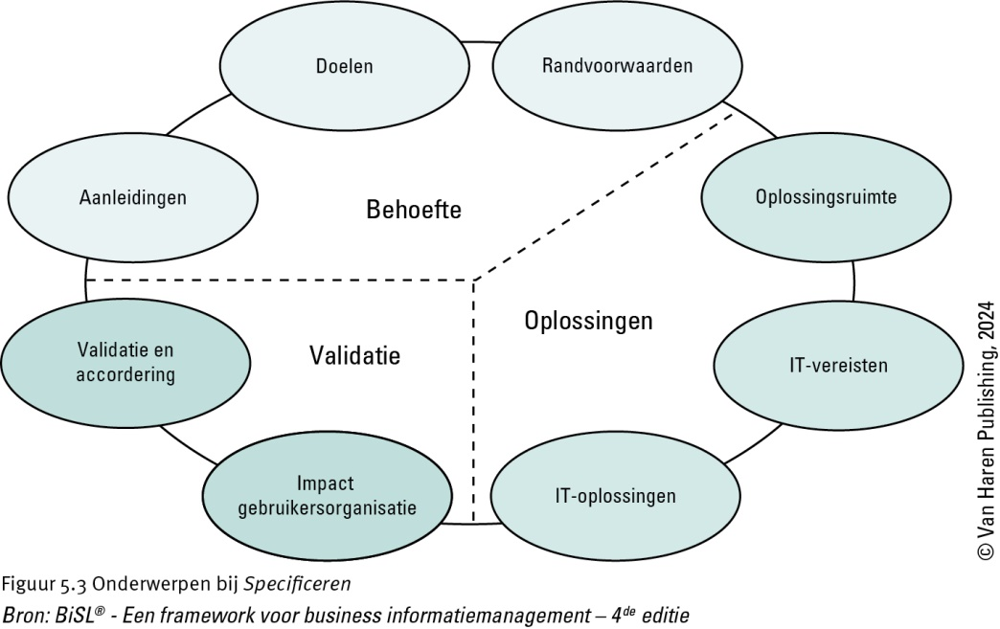 Doelen
Randvoorwaarden
Aanleidingen
Oplossingsruimte
Behoefte
Oplossingen
Validatie
Validatie en
accordering
IT-vereisten
Impact
gebruikersorganisatie
IT-oplossingen
© Van Haren Publishing, 2024
Figuur 5.3 Onderwerpen bij Specificeren
Bron: BiSL® - Een framework voor business informatiemanagement – 4de editie